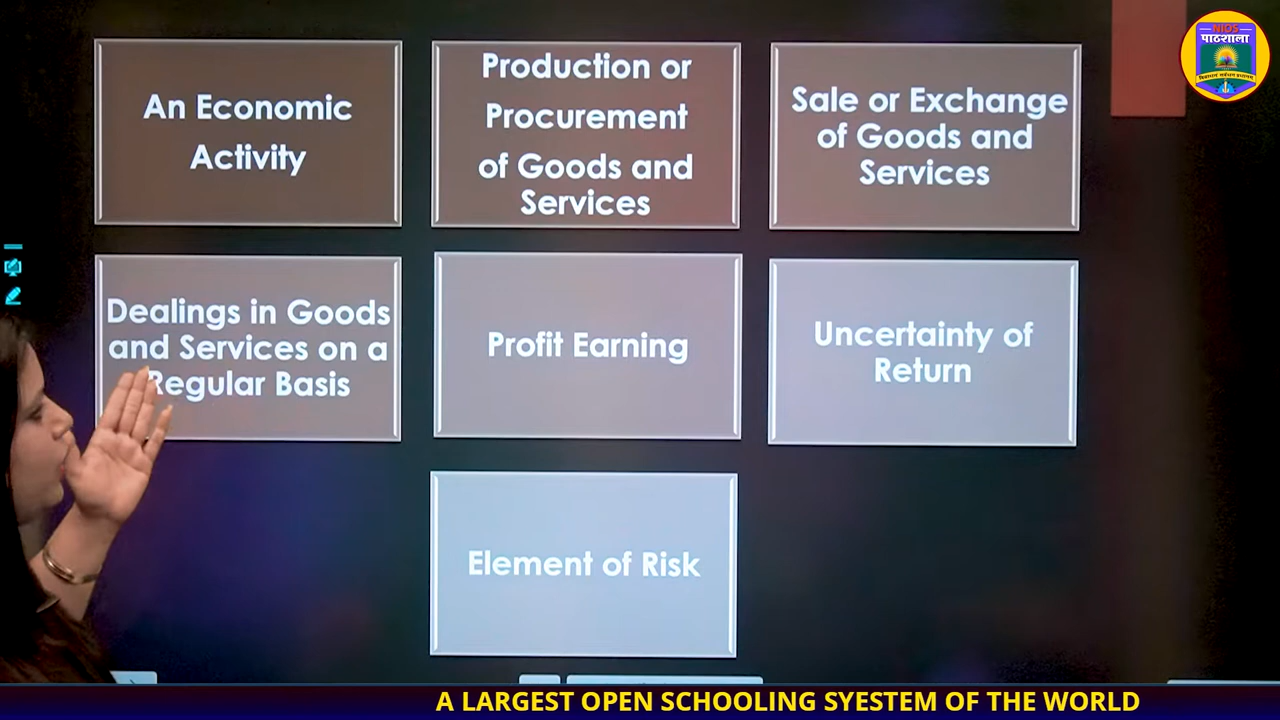 An Economic
Activity
Production or
Procurement
of Goods and
Services
Sale or Exchange
of Goods and
Services
Dealings in Goods
and Services on a
Regular Basis
Profit Earning
Uncertainty of
Return
Element of Risk
NIOS
पाठशाला
A LARGEST OPEN SCHOOLING SYESTEM OF THE WORLD